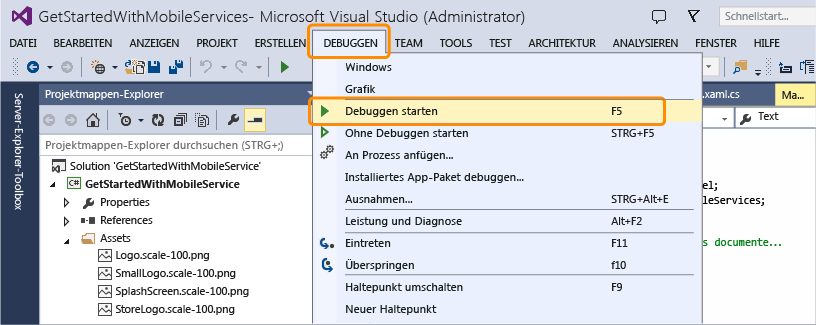 GetStartedWithMobileServices- Microsoft Visual Studio (Administrator)
Schnellstart...
DATEI BEARBEITEN ANZEIGEN PROJEKT ERSTELLEN DEBUGGEN TEAM TOOLS TEST ARCHITEKTUR ANALYSIEREN FENSTER HILFE
Server-Explorer-Toolbox
Projektmappen-Explorer
Projektmappen-Explorer durchsuchen (STRG+;)
Solution 'GetStartedWithMobileService'
C# GetStartedWithMobileService
Properties
References
Assets
Logo.scale-100.png
SmallLogo.scale-100.png
SplashScreen.scale-100.png
StoreLogo.scale-100.png
Windows
Grafik
Debuggen starten F5
Ohne Debuggen starten STRG+F5
An Prozess anfügen...
Installiertes App-Paket debuggen...
Ausnahmen... STRG+Alt+E
Leistung und Diagnose Alt+F2
Eintreten F11
Überspringen f10
Haltepunkt umschalten F9
Neuer Haltepunkt
.xaml.cs Ma...
Text
el;
leServices;
s documente...